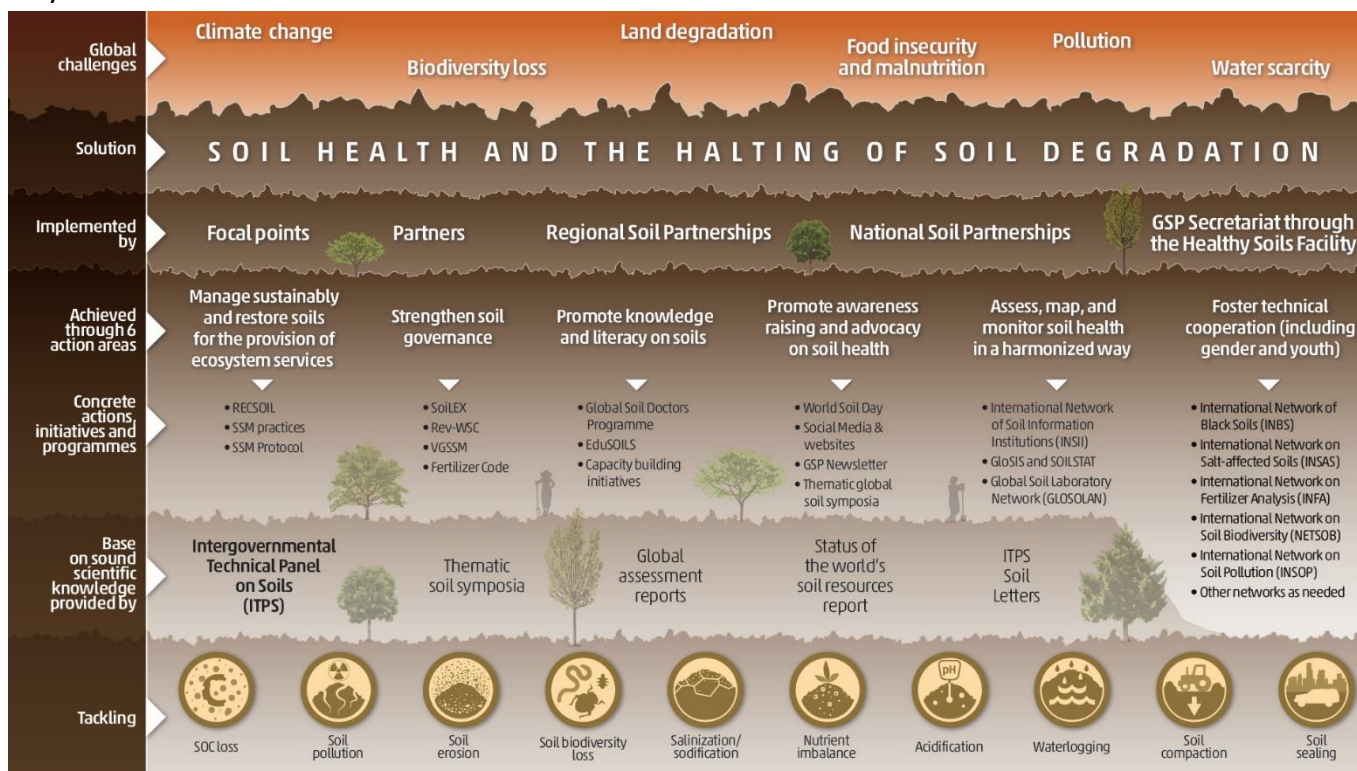 Global
challenges
Climate change
Biodiversity loss
Land degradation
Food insecurity
and malnutrition
Pollution
Water scarcity
Solution
SOIL HEALTH AND THE HALTING OF SOIL DEGRADATION
Implemented
by
Focal points
Partners
Regional Soil Partnerships
National Soil Partnerships
GSP Secretariat through
the Healthy Soils Facility
Achieved
through 6
action areas
Manage sustainably
and restore soils
for the provision of
ecosystem services
Strengthen soil
governance
Promote knowledge
and literacy on soils
Promote awareness
raising and advocacy
on soil health
Assess, map, and
monitor soil health
in a harmonized way
Foster technical
cooperation (including
gender and youth)
Concrete
actions,
initiatives and
programmes
• RECSOIL
• SSM practices
• SSM Protocol
• SoiLEX
• Rev-WSC
• VGSSM
• Fertilizer Code
• Global Soil Doctors
Programme
• EduSOILS
• Capacity building
initiatives
• World Soil Day
• Social Media &
websites
• GSP Newsletter
• Thematic global
soil symposia
• International Network
of Soil Information
Institutions (INSII)
• GloSIS and SOILSTAT
• Global Soil Laboratory
Network (GLOSOLAN)
• International Network of
Black Soils (INBS)
• International Network on
Salt-affected Soils (INSAS)
• International Network on
Fertilizer Analysis (INFA)
• International Network on
Soil Biodiversity (NETSOB)
• International Network on
Soil Pollution (INSOP)
• Other networks as needed
Base
on sound
scientific
knowledge
provided by
Intergovernmental
Technical Panel
on Soils
(ITPS)
Thematic
soil symposia
Global
assessment
reports
Status of
the world's
soil resources
report
ITPS
Soil
Letters
Tackling
C
SOC loss
Soil
pollution
Soil
erosion
Soil biodiversity
loss
Salinization/
sodification
Nutrient
imbalance
pH
Acidification
Waterlogging
Soil
compaction
Soil
sealing